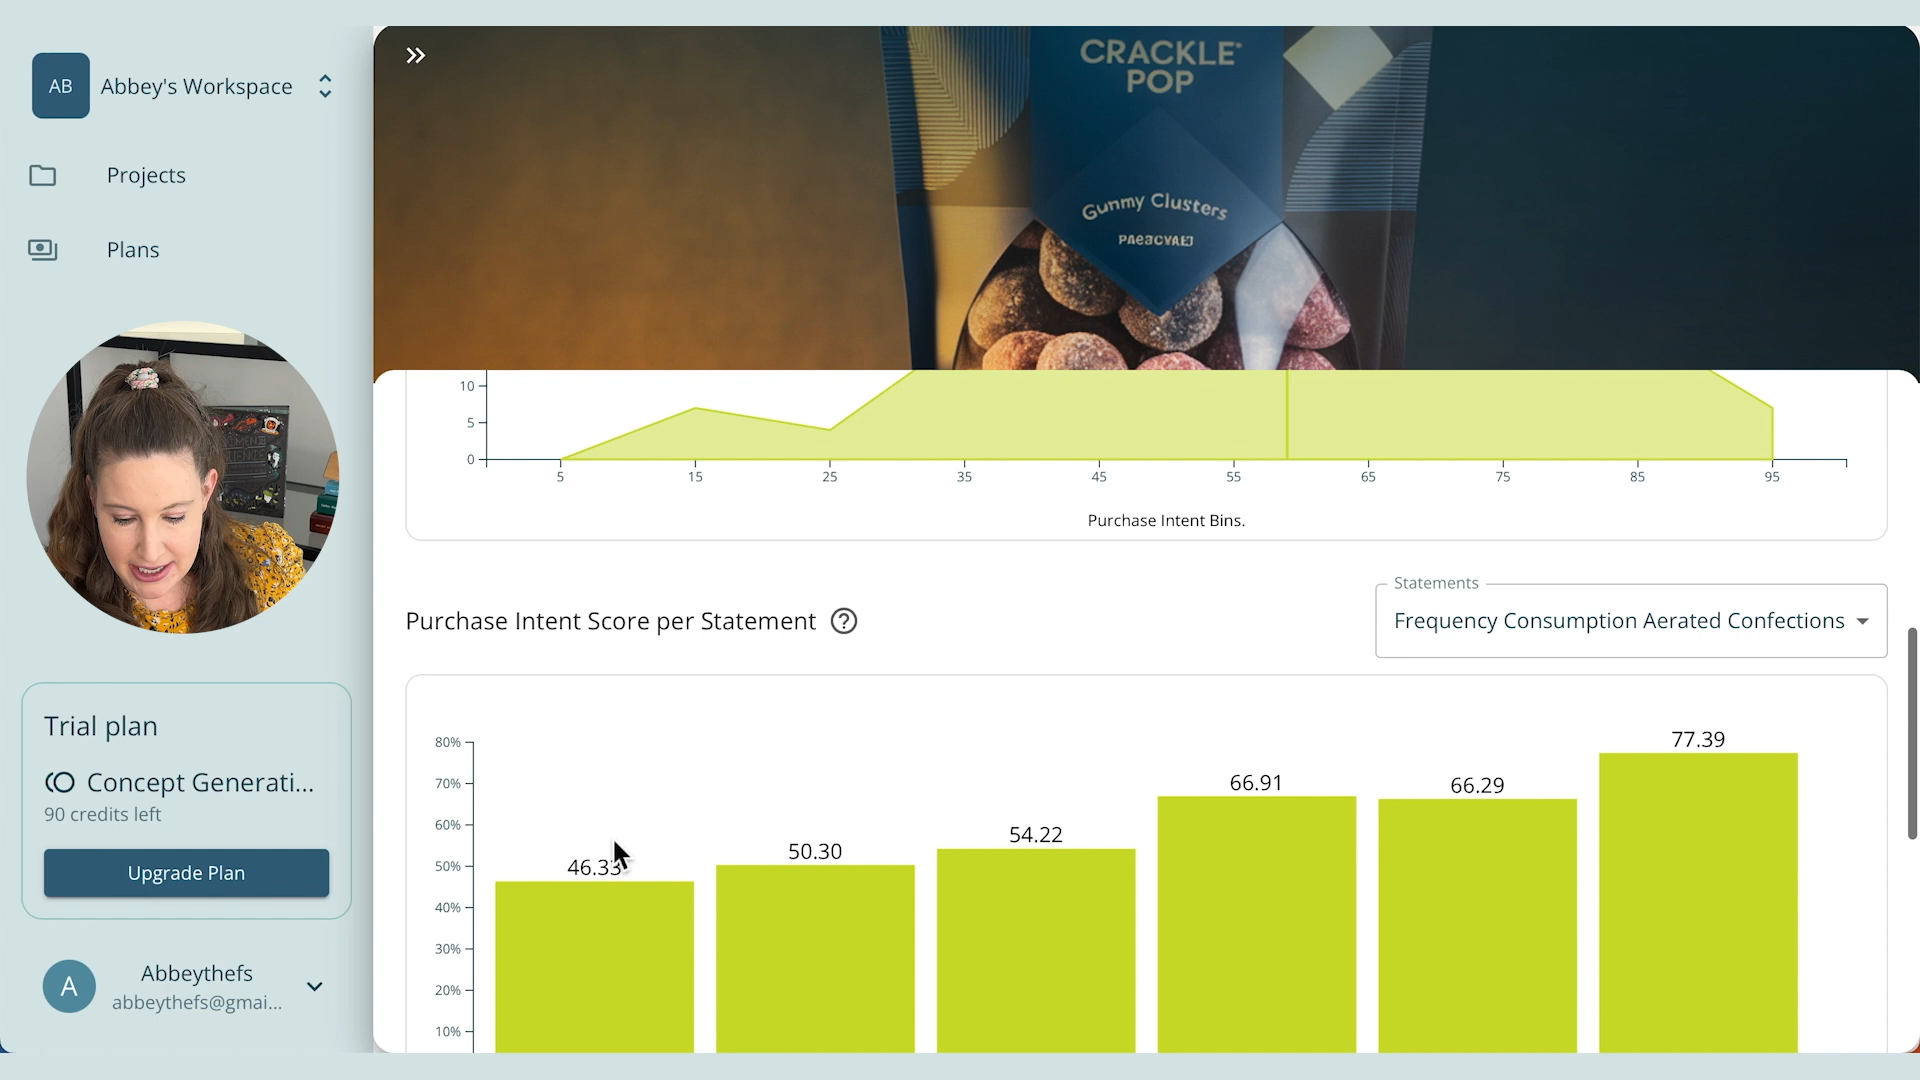 AB
Abbey's Workspace
Projects
Plans
Trial plan
Concept Generati...
90 credits left
Upgrade Plan
A
Abbeythefs
abbeythefs@gmai...
CRACKLE
POP
Gunmy Clusters
10
5
0
5 15 25 35 45 55 65 75 85 95
Purchase Intent Bins.
Purchase Intent Score per Statement ?
Statements
Frequency Consumption Aerated Confections
80%
70%
60%
50%
40%
30%
20%
10%
46.33
50.30
54.22
66.91
66.29
77.39